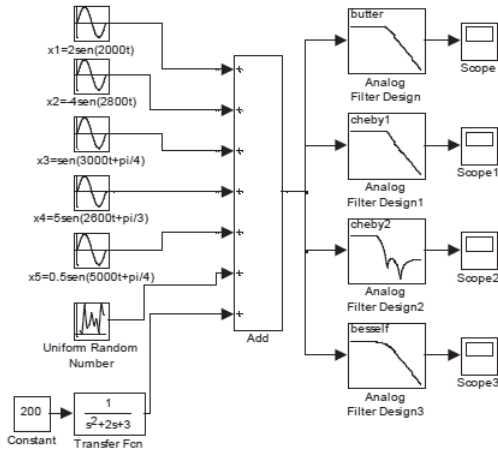 x1=2sen(2000t)
x2=-4sen(2800t)
x3=sen(3000t+pi/4)
x4=5sen(2600t+pi/3)
x5=0.5sen(5000t+pi/4)
Uniform Random
Number
200
Constant
1
s²+2s+3
Transfer Fcn
+
+
+
+
+
+
+
Add
butter
Analog
Filter Design
Scope
cheby1
Analog
Filter Design1
Scope1
cheby2
Analog
Filter Design2
Scope2
besself
Analog
Filter Design3
Scope3